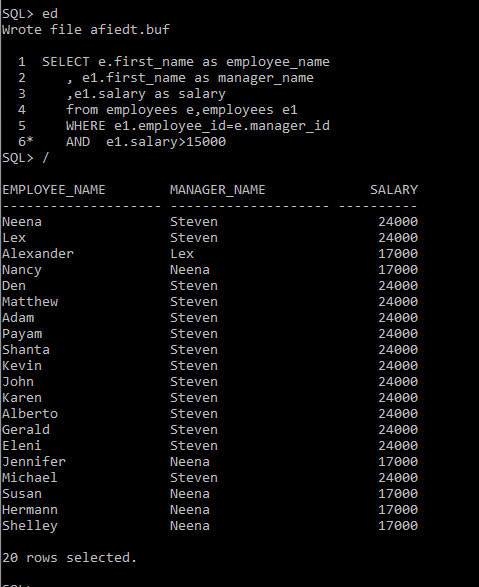 SQL> ed
Wrote file afiedt.buf
1 SELECT e.first_name as employee_name
2 , e1.first_name as manager_name
3 ,e1.salary as salary
4 from employees e,employees e1
5 WHERE e1.employee_id=e.manager_id
6* AND e1.salary>15000
SQL> /
EMPLOYEE_NAME MANAGER_NAME SALARY
-------------------- -------------------- ----------
Neena Steven 24000
Lex Steven 24000
Alexander Lex 17000
Nancy Neena 17000
Den Steven 24000
Matthew Steven 24000
Adam Steven 24000
Payam Steven 24000
Shanta Steven 24000
Kevin Steven 24000
John Steven 24000
Karen Steven 24000
Alberto Steven 24000
Gerald Steven 24000
Eleni Steven 24000
Jennifer Neena 17000
Michael Steven 24000
Susan Neena 17000
Hermann Neena 17000
Shelley Neena 17000
20 rows selected.